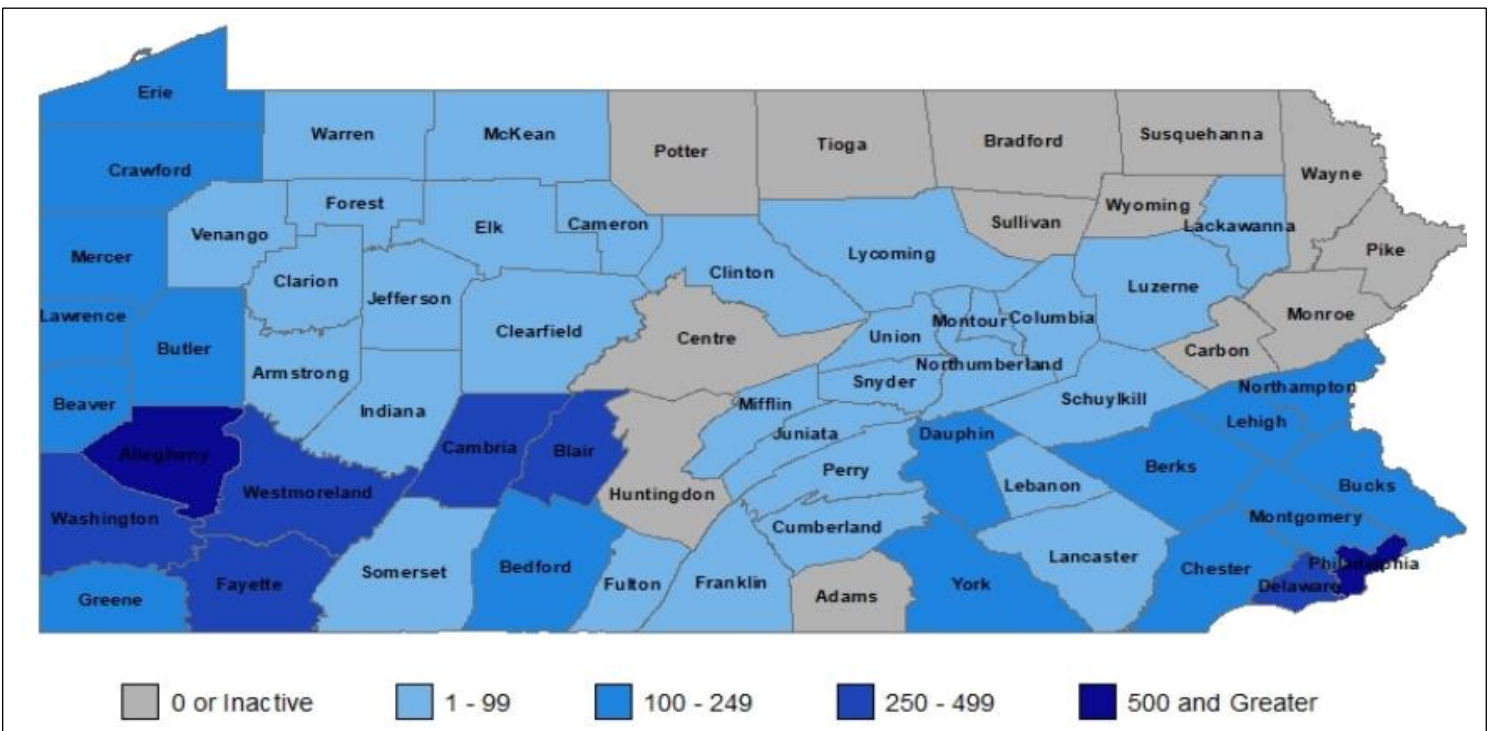 Erie
Warren
McKean
Potter
Tioga
Bradford
Susquehanna
Wayne
Crawford
Forest
Venango
Elk
Cameron
Sullivan
Wyoming
Lackawanna
Pike
Mercer
Clarion
Jefferson
Clinton
Lycoming
Luzerne
Monroe
Lawrence
Butler
Clearfield
Centre
Union
Montour
Columbia
Carbon
Armstrong
Snyder
Northumberland
Northampton
Beaver
Indiana
Mifflin
Schuylkill
Lehigh
Allegheny
Cambria
Blair
Juniata
Dauphin
Berks
Westmoreland
Huntingdon
Perry
Lebanon
Bucks
Washington
Cumberland
Montgomery
Somerset
Bedford
Lancaster
Chester
Philadelphia
Greene
Fayette
Fulton
Franklin
Adams
York
Delaware
0 or Inactive
1 - 99
100 - 249
250 - 499
500 and Greater